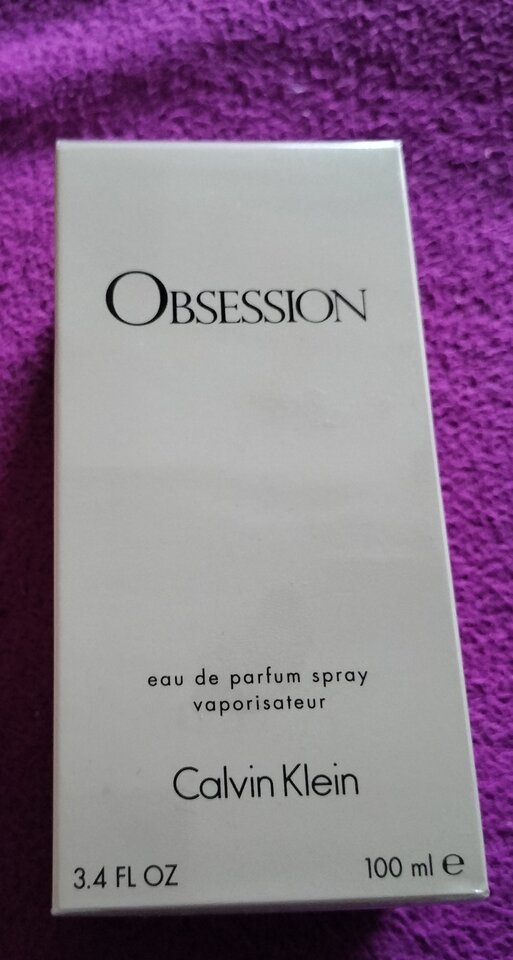 OBSESSION
eau de parfum spray
vaporisateur
Calvin Klein
3.4 FL OZ 100 ml ℮